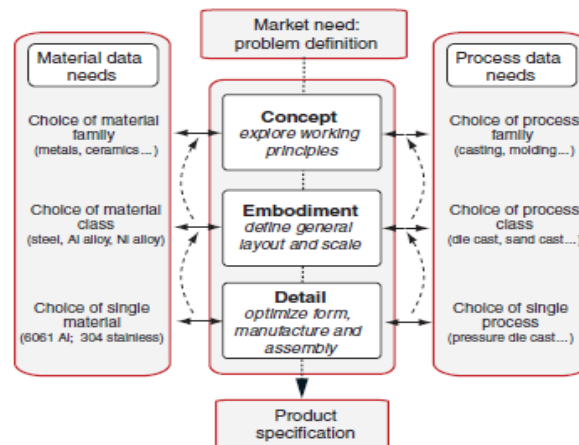 Market need:
problem definition
Material data
needs
Choice of material
family
(metals, ceramics...)
Choice of material
class
(steel, Al alloy, Ni alloy)
Choice of single
material
(6061 Al; 304 stainless)
Concept
explore working
principles
Embodiment
define general
layout and scale
Detail
optimize form,
manufacture and
assembly
Product
specification
Process data
needs
Choice of process
family
(casting, molding...)
Choice of process
class
(die cast, sand cast...)
Choice of single
process
(pressure die cast...)